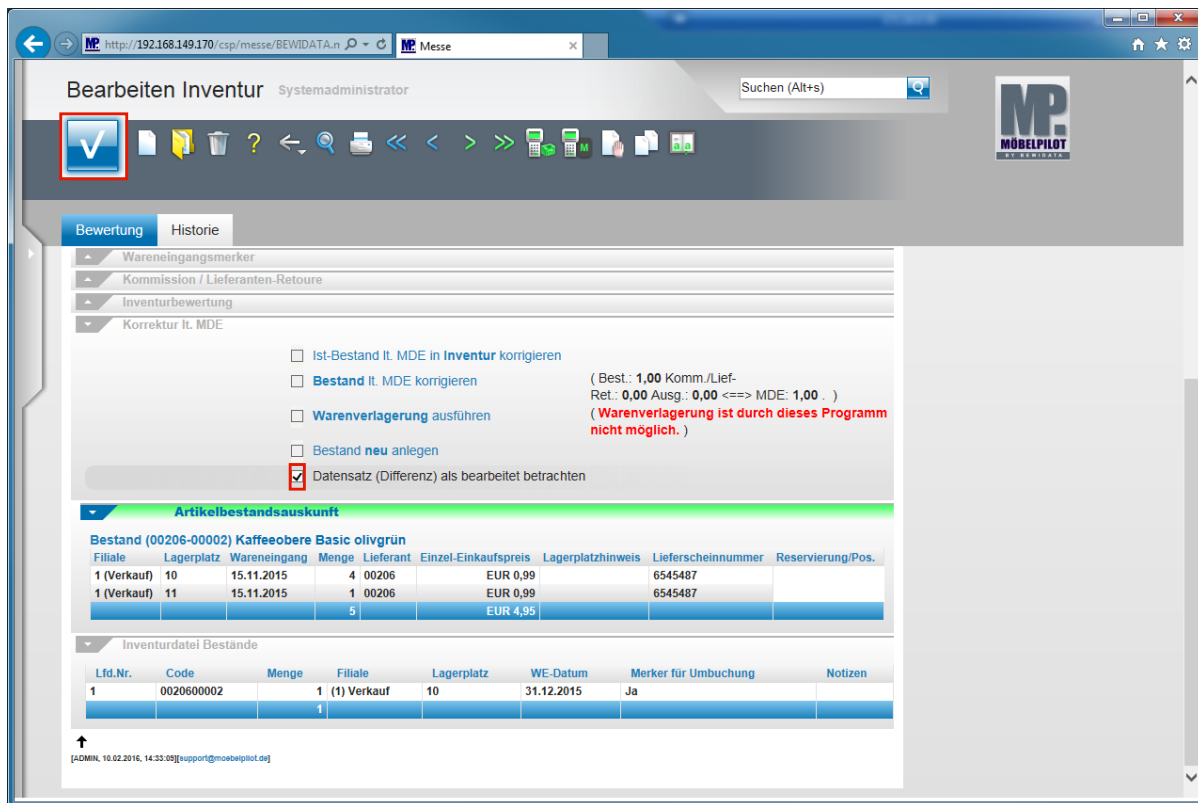 http://192.168.149.170/csp/messe/BEWIDATA.n
Messe
Bearbeiten Inventur Systemadministrator
Suchen (Alt+s)
MP.
MÖBELPILOT
BY BEWIDATA
Bewertung Historie
Wareneingangsmerker
Kommission / Lieferanten-Retoure
Inventurbewertung
Korrektur lt. MDE
Ist-Bestand lt. MDE in Inventur korrigieren
Bestand lt. MDE korrigieren
( Best.: 1,00 Komm./Lief-
Ret.: 0,00 Ausg.: 0,00 <==> MDE: 1,00 . )
Warenverlagerung ausführen
( Warenverlagerung ist durch dieses Programm
nicht möglich. )
Bestand neu anlegen
Datensatz (Differenz) als bearbeitet betrachten
Artikelbestandsauskunft
Bestand (00206-00002) Kaffeeobere Basic olivgrün
Filiale Lagerplatz Wareneingang Menge Lieferant Einzel-Einkaufspreis Lagerplatzhinweis Lieferscheinnummer Reservierung/Pos.
1 (Verkauf) 10 15.11.2015 4 00206 EUR 0,99 6545487
1 (Verkauf) 11 15.11.2015 1 00206 EUR 0,99 6545487
5 EUR 4,95
Inventurdatei Bestände
Lfd.Nr. Code Menge Filiale Lagerplatz WE-Datum Merker für Umbuchung Notizen
1 0020600002 1 (1) Verkauf 10 31.12.2015 Ja
1
[ADMIN, 10.02.2016, 14:33:05][support@moebelpilot.de]